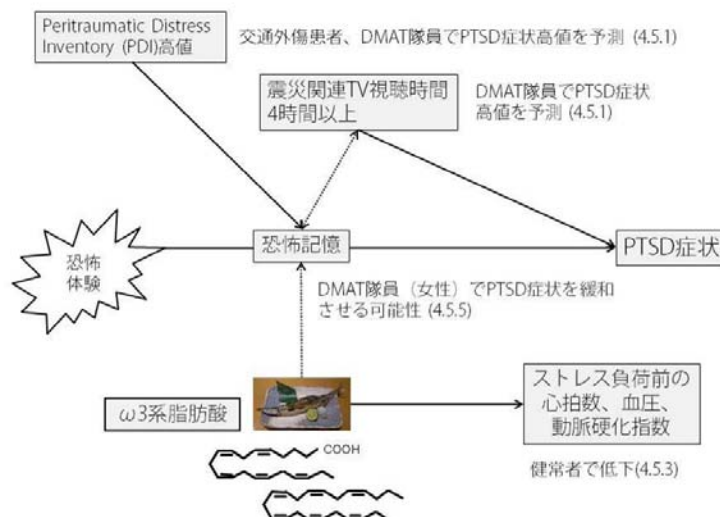 Peritraumatic Distress
Inventory (PDI)高値
交通外傷患者、DMAT隊員でPTSD症状高値を予測 (4.5.1)
震災関連TV視聴時間
4時間以上
DMAT隊員でPTSD症状
高値を予測 (4.5.1)
恐怖
体験
恐怖記憶
PTSD症状
DMAT隊員（女性）でPTSD症状を緩和
させる可能性 (4.5.5)
ω3系脂肪酸
ストレス負荷前の
心拍数、血圧、
動脈硬化指数
COOH
健常者で低下(4.5.3)